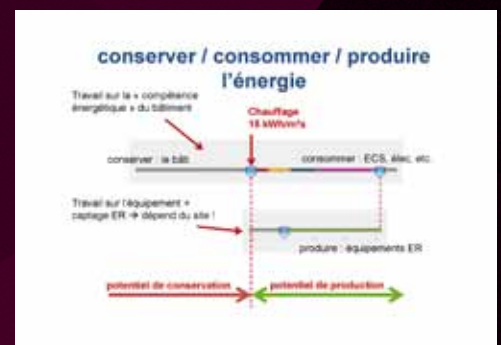 conserver / consommer / produire
l'énergie
Travail sur la « compétence
énergétique » du bâtiment
Chauffage
15 kWh/m²a
conserver : le bâti
consommer : ECS, élec, etc.
Travail sur l'équipement +
captage ER → dépend du site !
produire : équipements ER
potentiel de conservation
potentiel de production